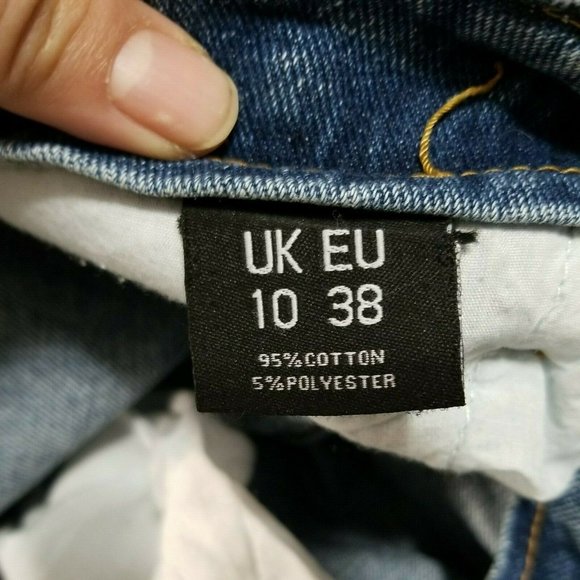 UK EU
10 38
95%COTTON
5%POLYESTER